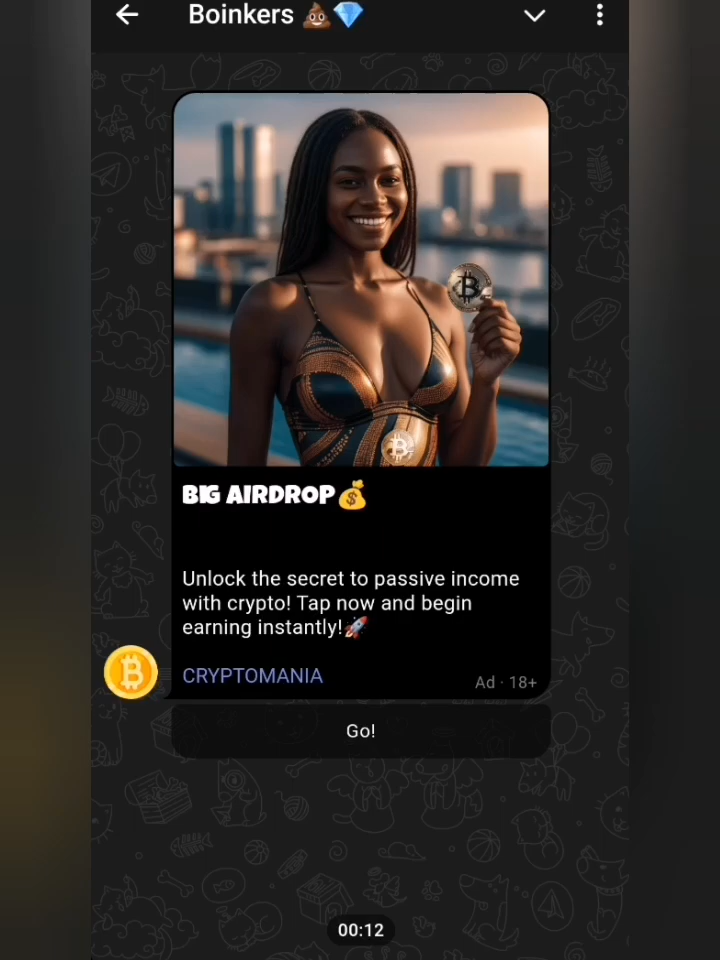 Boinkers 💩💎
BIG AIRDROP💰
Unlock the secret to passive income
with crypto! Tap now and begin
earning instantly!🚀
CRYPTOMANIA
Ad · 18+
Go!
00:12